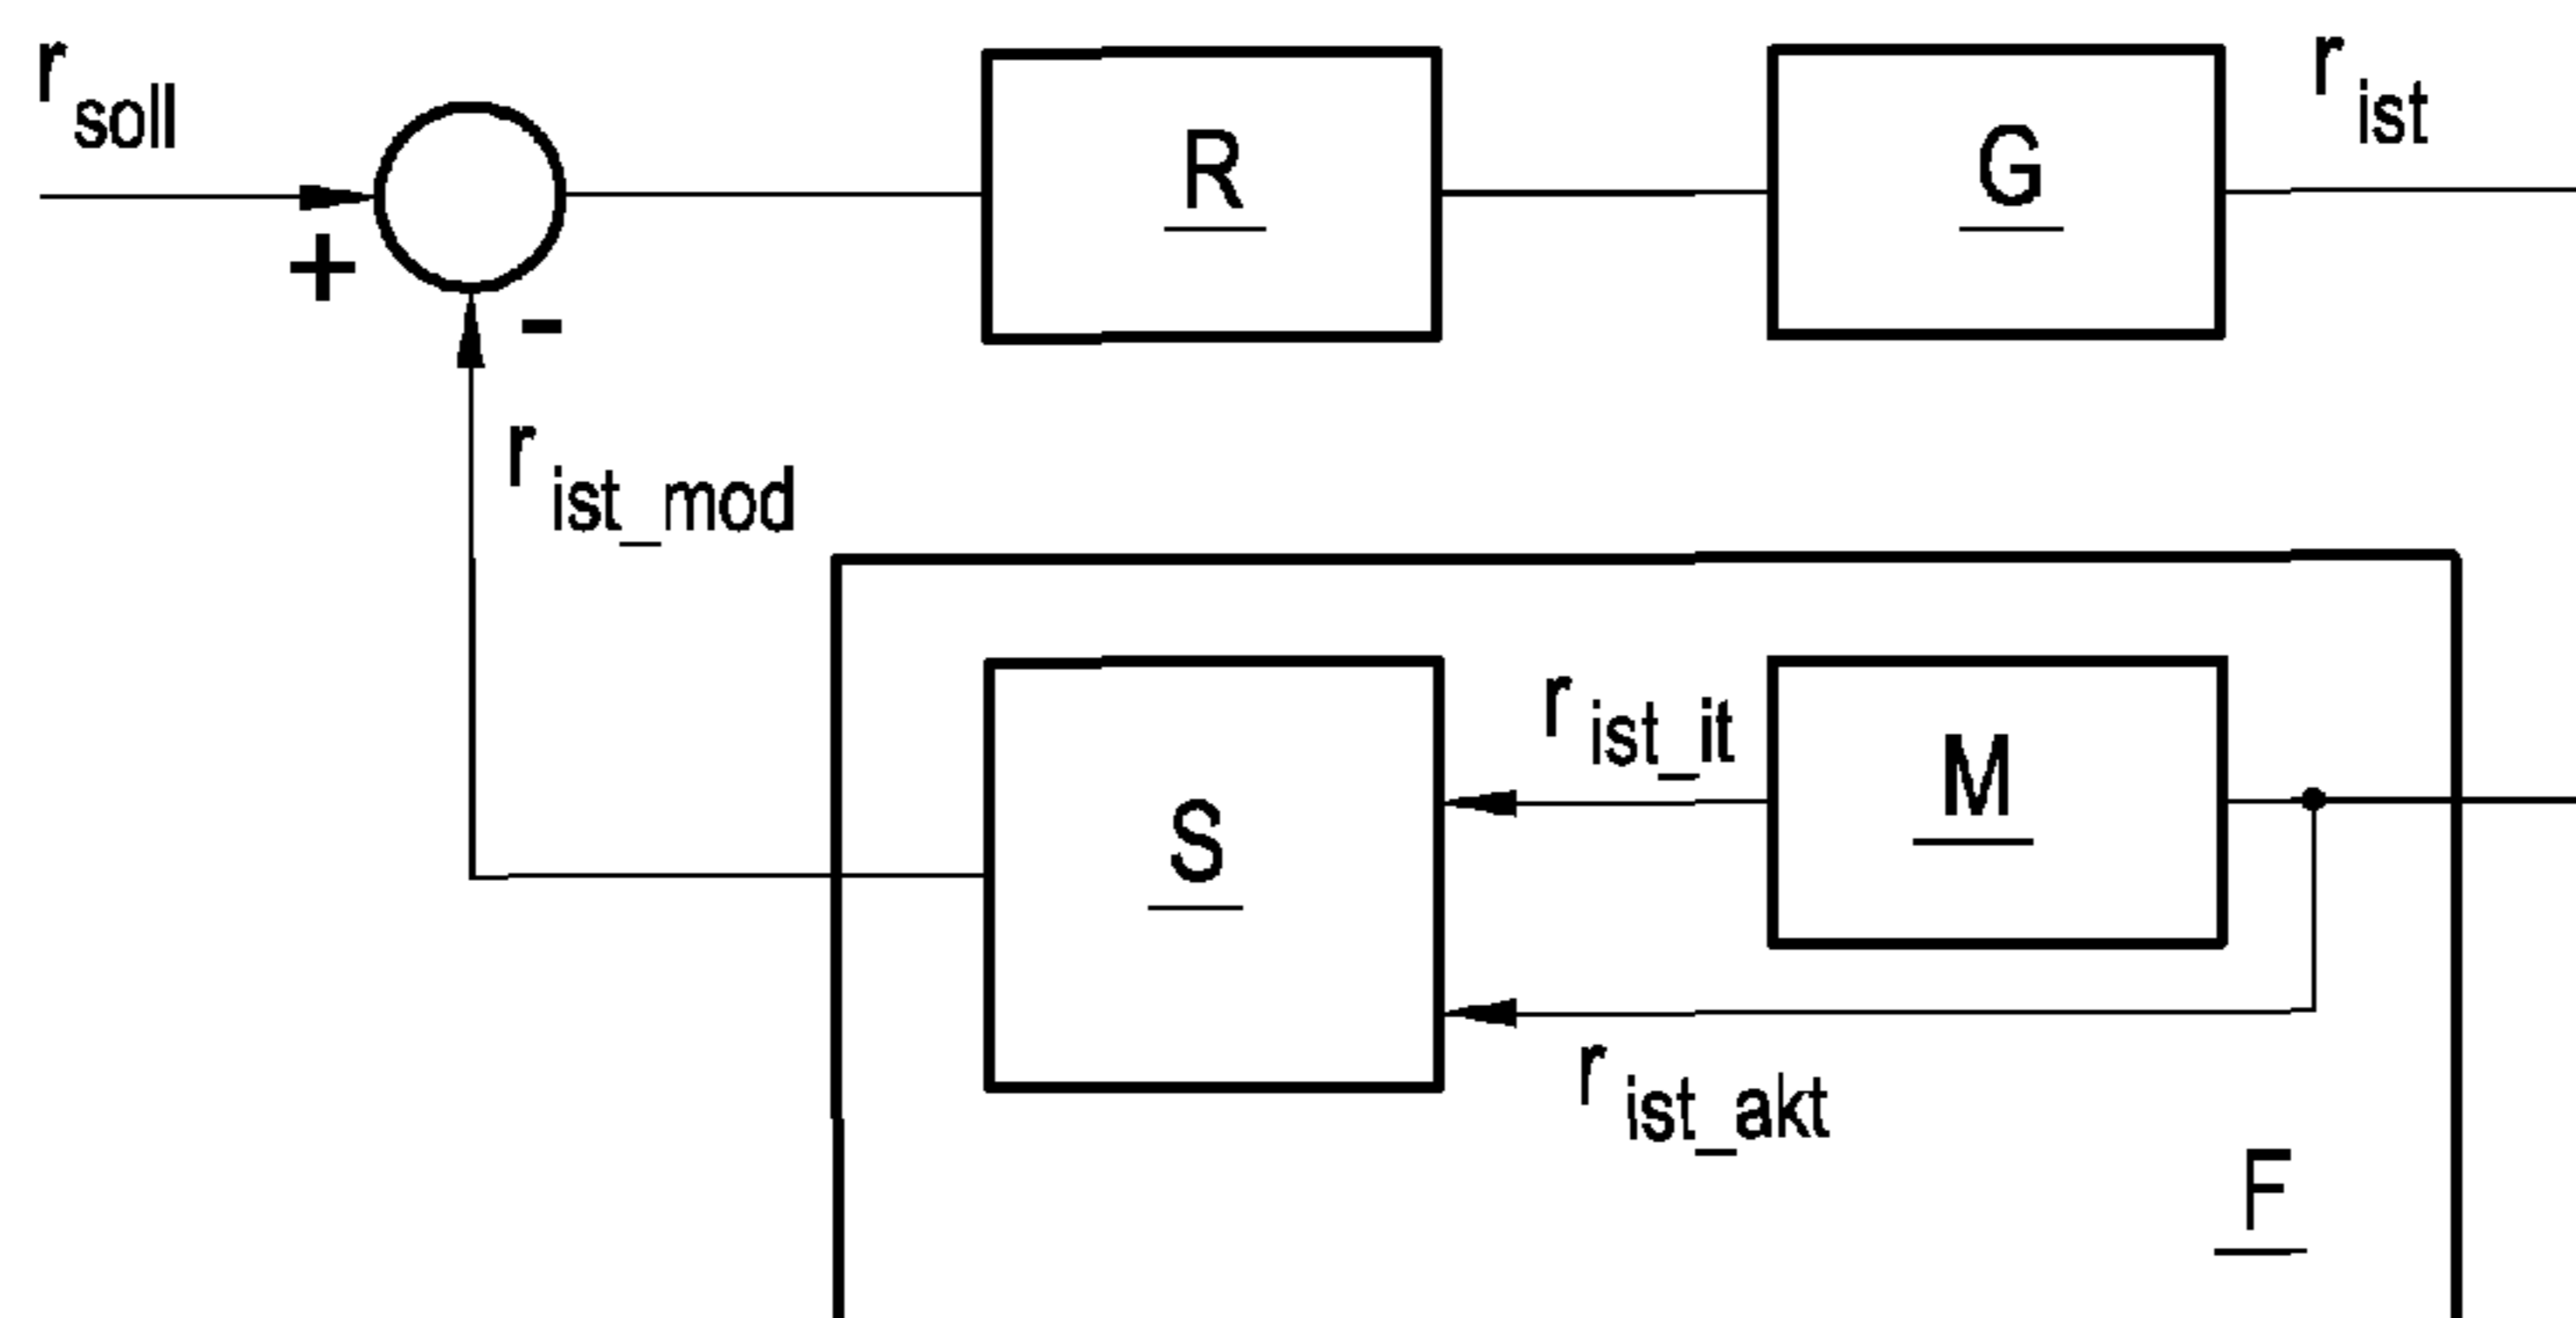 r soll
+
-
R
G
r ist
r ist_mod
S
r ist_it
M
r ist_akt
F